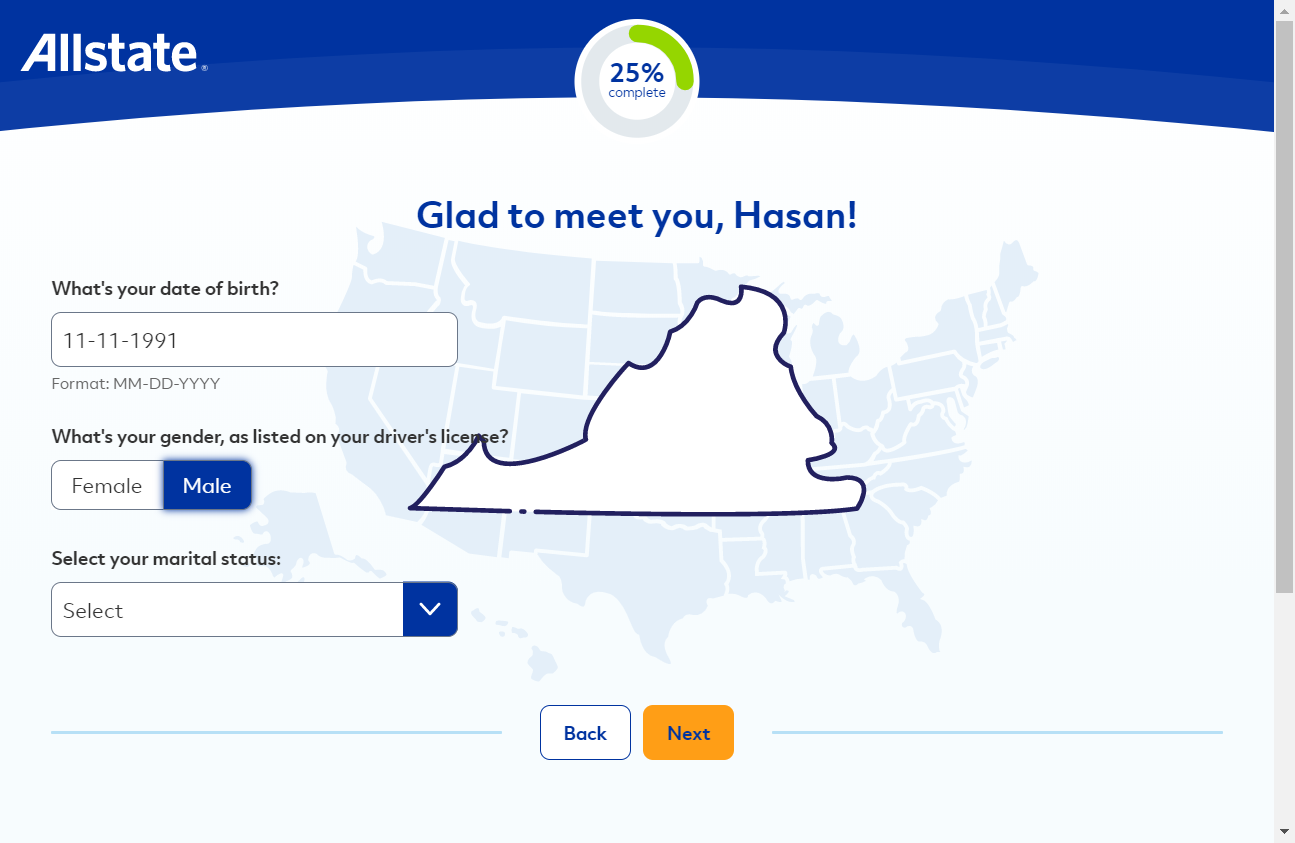 Allstate®
25%
complete
Glad to meet you, Hasan!
What's your date of birth?
11-11-1991
Format: MM-DD-YYYY
What's your gender, as listed on your driver's license?
Female Male
Select your marital status:
Select
Back Next